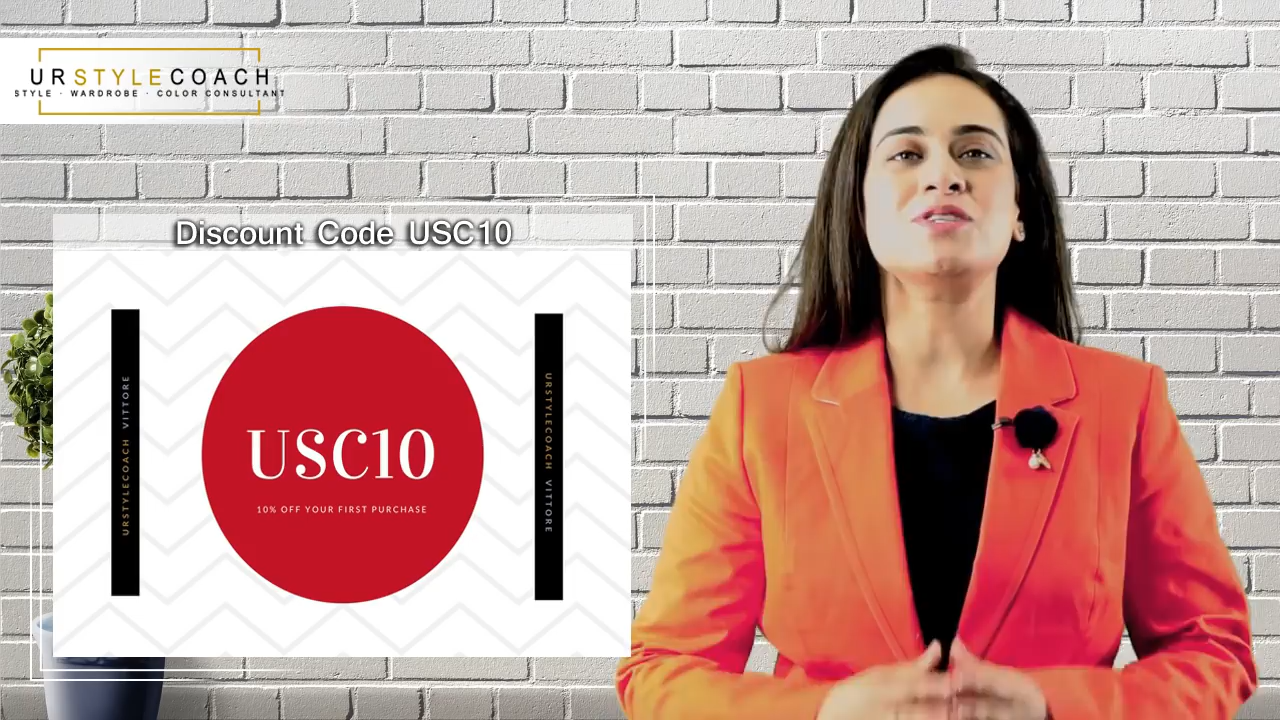 URSTYLECOACH
STYLE · WARDROBE · COLOR CONSULTANT
Discount Code USC10
URSTYLECOACH VITTORE
USC10
10% OFF YOUR FIRST PURCHASE
URSTYLECOACH VITTORE